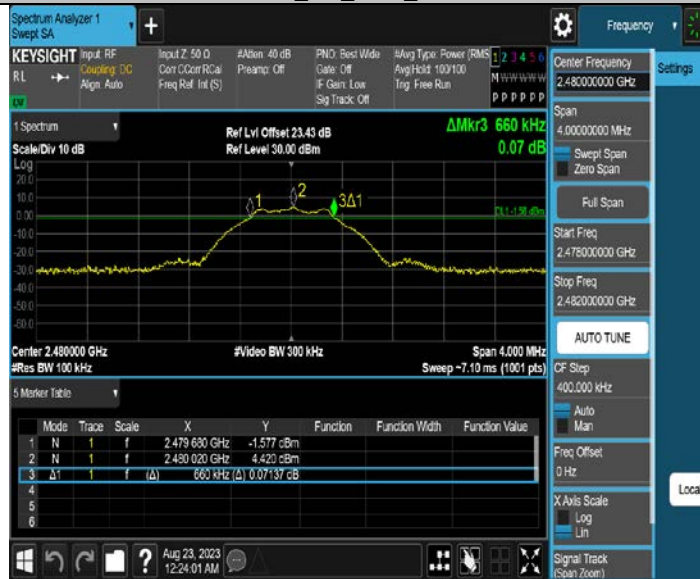 Spectrum Analyzer 1
Swept SA
Frequency
KEYSIGHT
RL
Input: RF
Coupling: DC
Align: Auto
Input Z: 50 Ω
Corr CCorr RCal
Freq Ref: Int (S)
#Atten: 40 dB
Preamp: Off
PNO: Best Wide
Gate: Off
IF Gain: Low
Sig Track: Off
#Avg Type: Power (RMS
Avg|Hold: 100/100
Trig: Free Run
1 2 3 4 5 6
M W W W W W
P P P P P P
1 Spectrum
Scale/Div 10 dB
Ref Lvl Offset 23.43 dB
Ref Level 30.00 dBm
ΔMkr3 660 kHz
0.07 dB
Log
20.0
10.0
0.00
-10.0
-20.0
-30.0
-40.0
-50.0
-60.0
1
2
3Δ1
DL1 -1.58 dBm
Center 2.480000 GHz
#Res BW 100 kHz
#Video BW 300 kHz
Span 4.000 MHz
Sweep ~7.10 ms (1001 pts)
5 Marker Table
Mode Trace Scale X Y Function Function Width Function Value
1 N 1 f 2.479 680 GHz -1.577 dBm
2 N 1 f 2.480 020 GHz 4.420 dBm
3 Δ1 1 f (Δ) 660 kHz (Δ) 0.07137 dB
4
5
6
Aug 23, 2023
12:24:01 AM
Center Frequency
2.480000000 GHz
Settings
Span
4.00000000 MHz
Swept Span
Zero Span
Full Span
Start Freq
2.478000000 GHz
Stop Freq
2.482000000 GHz
AUTO TUNE
CF Step
400.000 kHz
Auto
Man
Freq Offset
0 Hz
X Axis Scale
Log
Lin
Signal Track
(Span Zoom)
Local